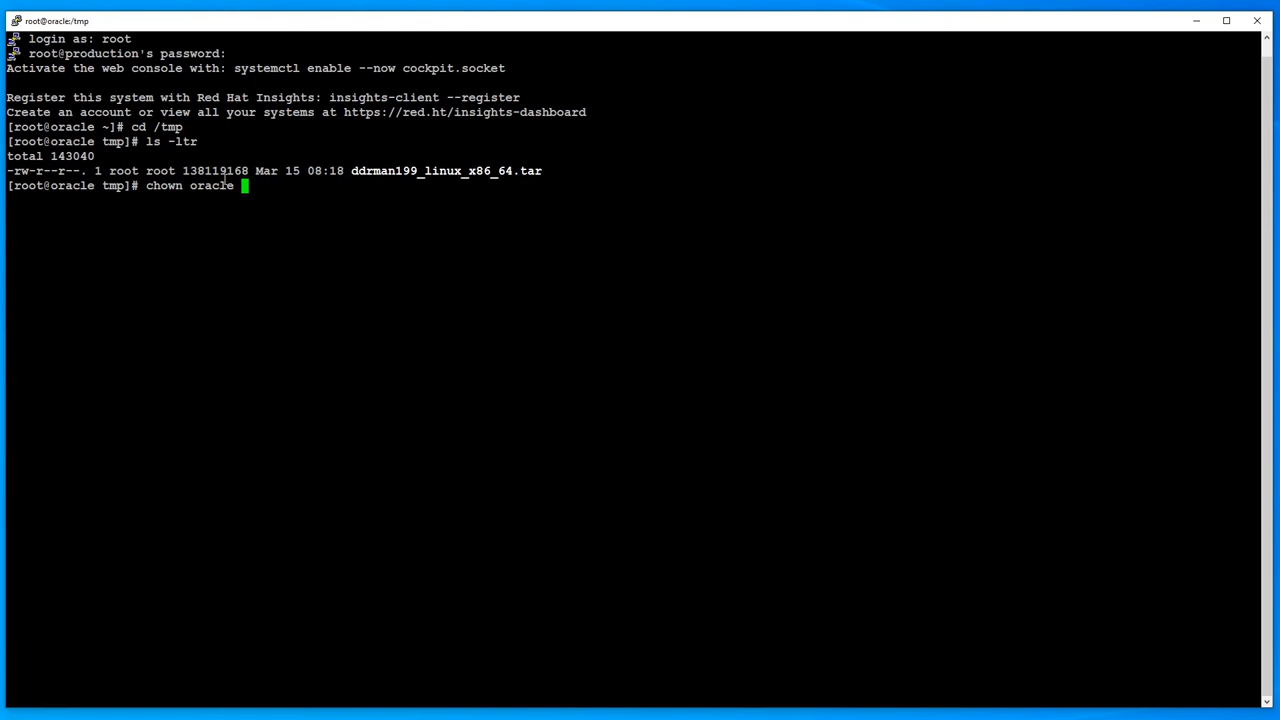 root@oracle:/tmp
login as: root
root@production's password:
Activate the web console with: systemctl enable --now cockpit.socket
Register this system with Red Hat Insights: insights-client --register
Create an account or view all your systems at https://red.ht/insights-dashboard
[root@oracle ~]# cd /tmp
[root@oracle tmp]# ls -ltr
total 143040
-rw-r--r--. 1 root root 138119168 Mar 15 08:18 ddrman199_linux_x86_64.tar
[root@oracle tmp]# chown oracle